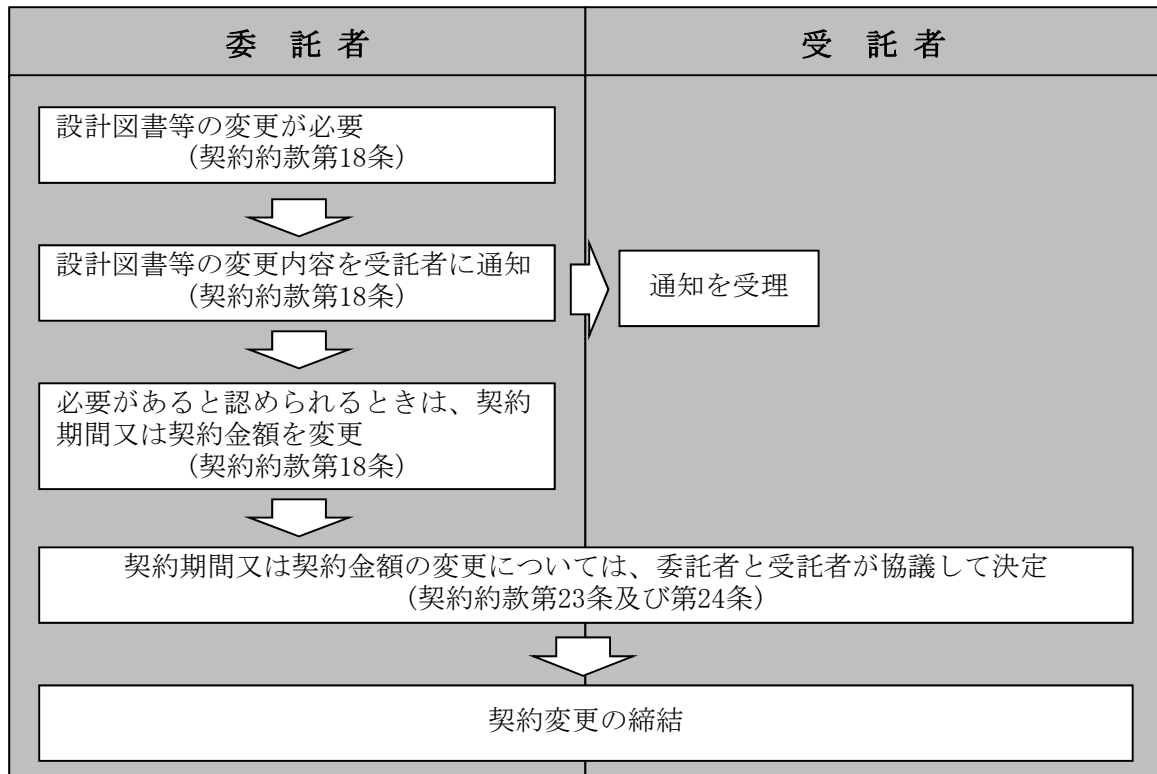 委 託 者
受 託 者
設計図書等の変更が必要
(契約約款第18条)
設計図書等の変更内容を受託者に通知
(契約約款第18条)
通知を受理
必要があると認められるときは、契約
期間又は契約金額を変更
(契約約款第18条)
契約期間又は契約金額の変更については、委託者と受託者が協議して決定
(契約約款第23条及び第24条)
契約変更の締結